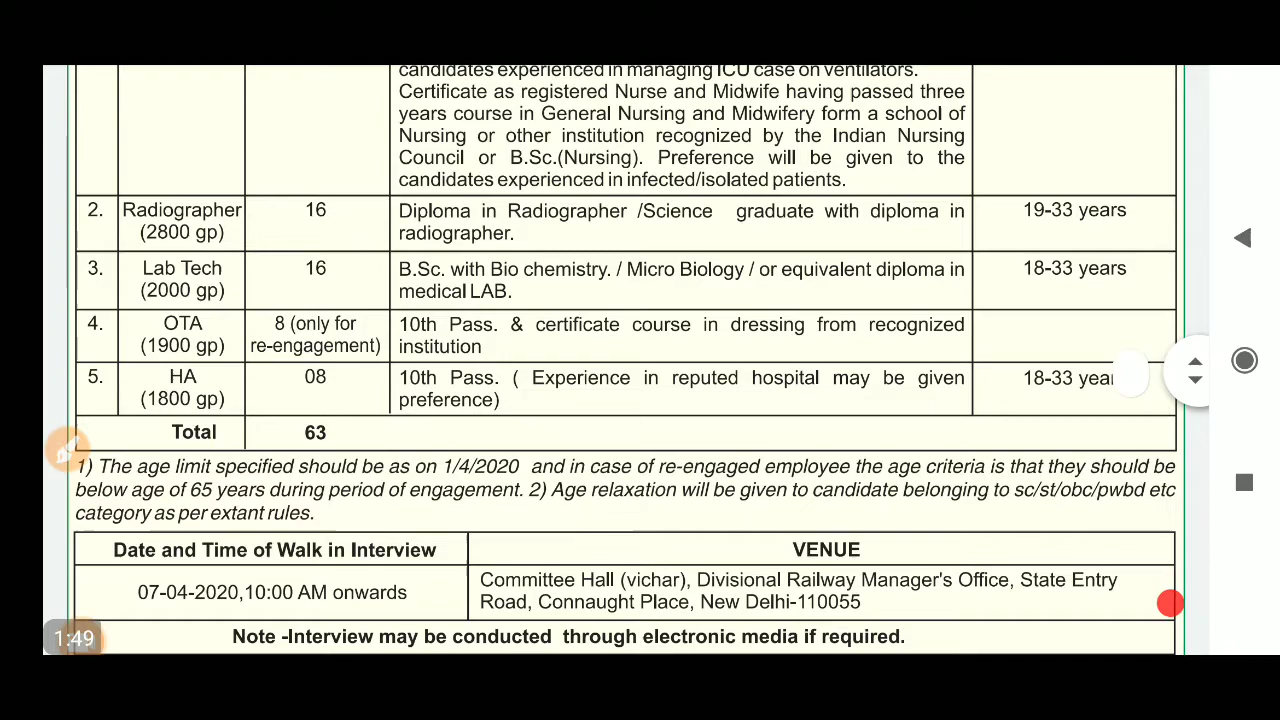 candidates experienced in managing ICU case on ventilators.
Certificate as registered Nurse and Midwife having passed three
years course in General Nursing and Midwifery form a school of
Nursing or other institution recognized by the Indian Nursing
Council or B.Sc.(Nursing). Preference will be given to the
candidates experienced in infected/isolated patients.
2. Radiographer 16 Diploma in Radiographer /Science graduate with diploma in 19-33 years
(2800 gp) radiographer.
3. Lab Tech 16 B.Sc. with Bio chemistry. / Micro Biology / or equivalent diploma in 18-33 years
(2000 gp) medical LAB.
4. OTA 8 (only for 10th Pass. & certificate course in dressing from recognized
(1900 gp) re-engagement) institution
5. HA 08 10th Pass. ( Experience in reputed hospital may be given 18-33
(1800 gp) preference)
Total 63
1) The age limit specified should be as on 1/4/2020 and in case of re-engaged employee the age criteria is that they should be
below age of 65 years during period of engagement. 2) Age relaxation will be given to candidate belonging to sc/st/obc/pwbd etc
category as per extant rules.
Date and Time of Walk in Interview VENUE
07-04-2020,10:00 AM onwards Committee Hall (vichar), Divisional Railway Manager's Office, State Entry
Road, Connaught Place, New Delhi-110055
Note -Interview may be conducted through electronic media if required.
1:49